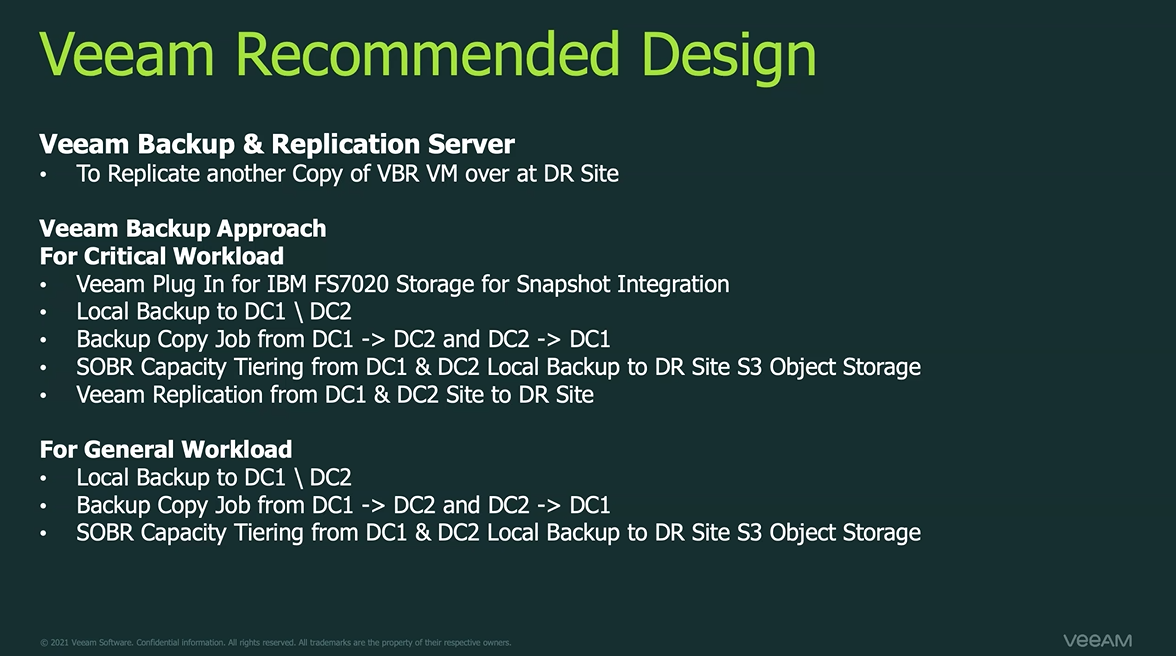 Veeam Recommended Design
Veeam Backup & Replication Server
• To Replicate another Copy of VBR VM over at DR Site
Veeam Backup Approach
For Critical Workload
• Veeam Plug In for IBM FS7020 Storage for Snapshot Integration
• Local Backup to DC1 \ DC2
• Backup Copy Job from DC1 -> DC2 and DC2 -> DC1
• SOBR Capacity Tiering from DC1 & DC2 Local Backup to DR Site S3 Object Storage
• Veeam Replication from DC1 & DC2 Site to DR Site
For General Workload
• Local Backup to DC1 \ DC2
• Backup Copy Job from DC1 -> DC2 and DC2 -> DC1
• SOBR Capacity Tiering from DC1 & DC2 Local Backup to DR Site S3 Object Storage
© 2021 Veeam Software. Confidential information. All rights reserved. All trademarks are the property of their respective owners.
VeeAM